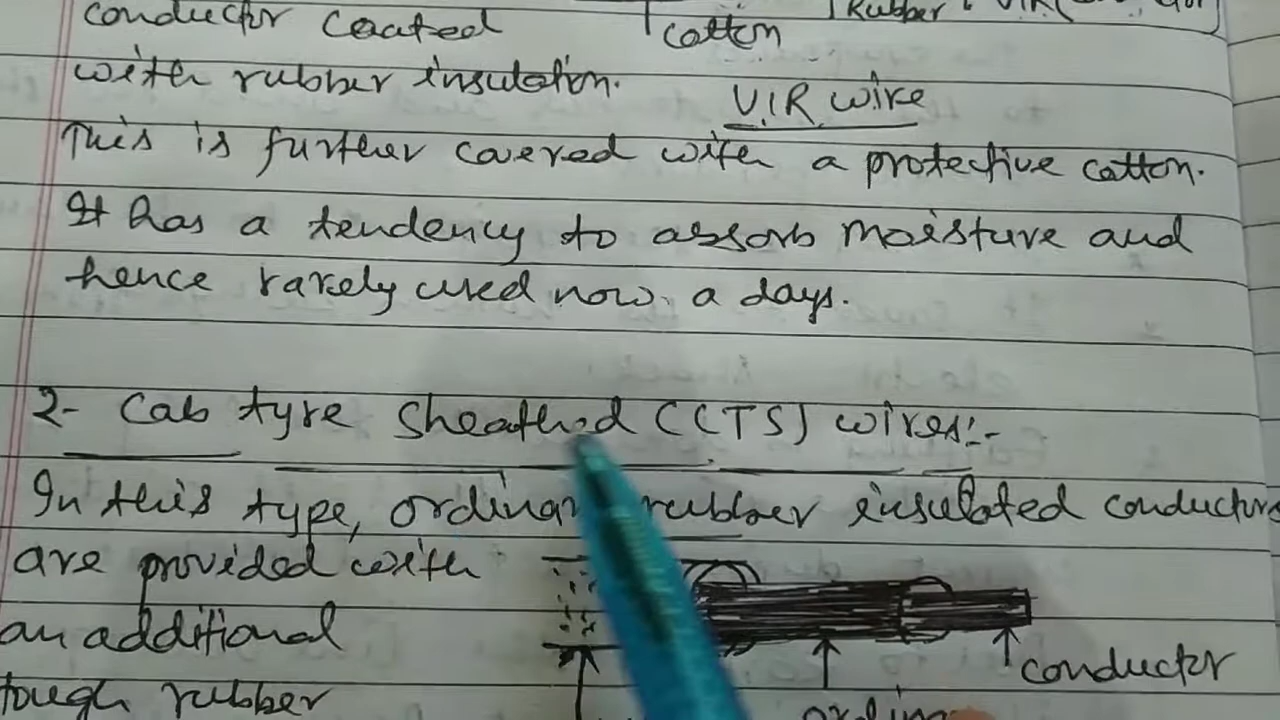 conductor coated
cotton
Rubber
with rubber insulation.
V.I.R. wire
This is further covered with a protective cotton.
It has a tendency to absorb moisture and
hence rarely used now. a days.
2- Cab tyre Sheathed (CTS) wires:-
In this type, rubber insulated conductors
are provided with
an additional
conductor
tough rubber